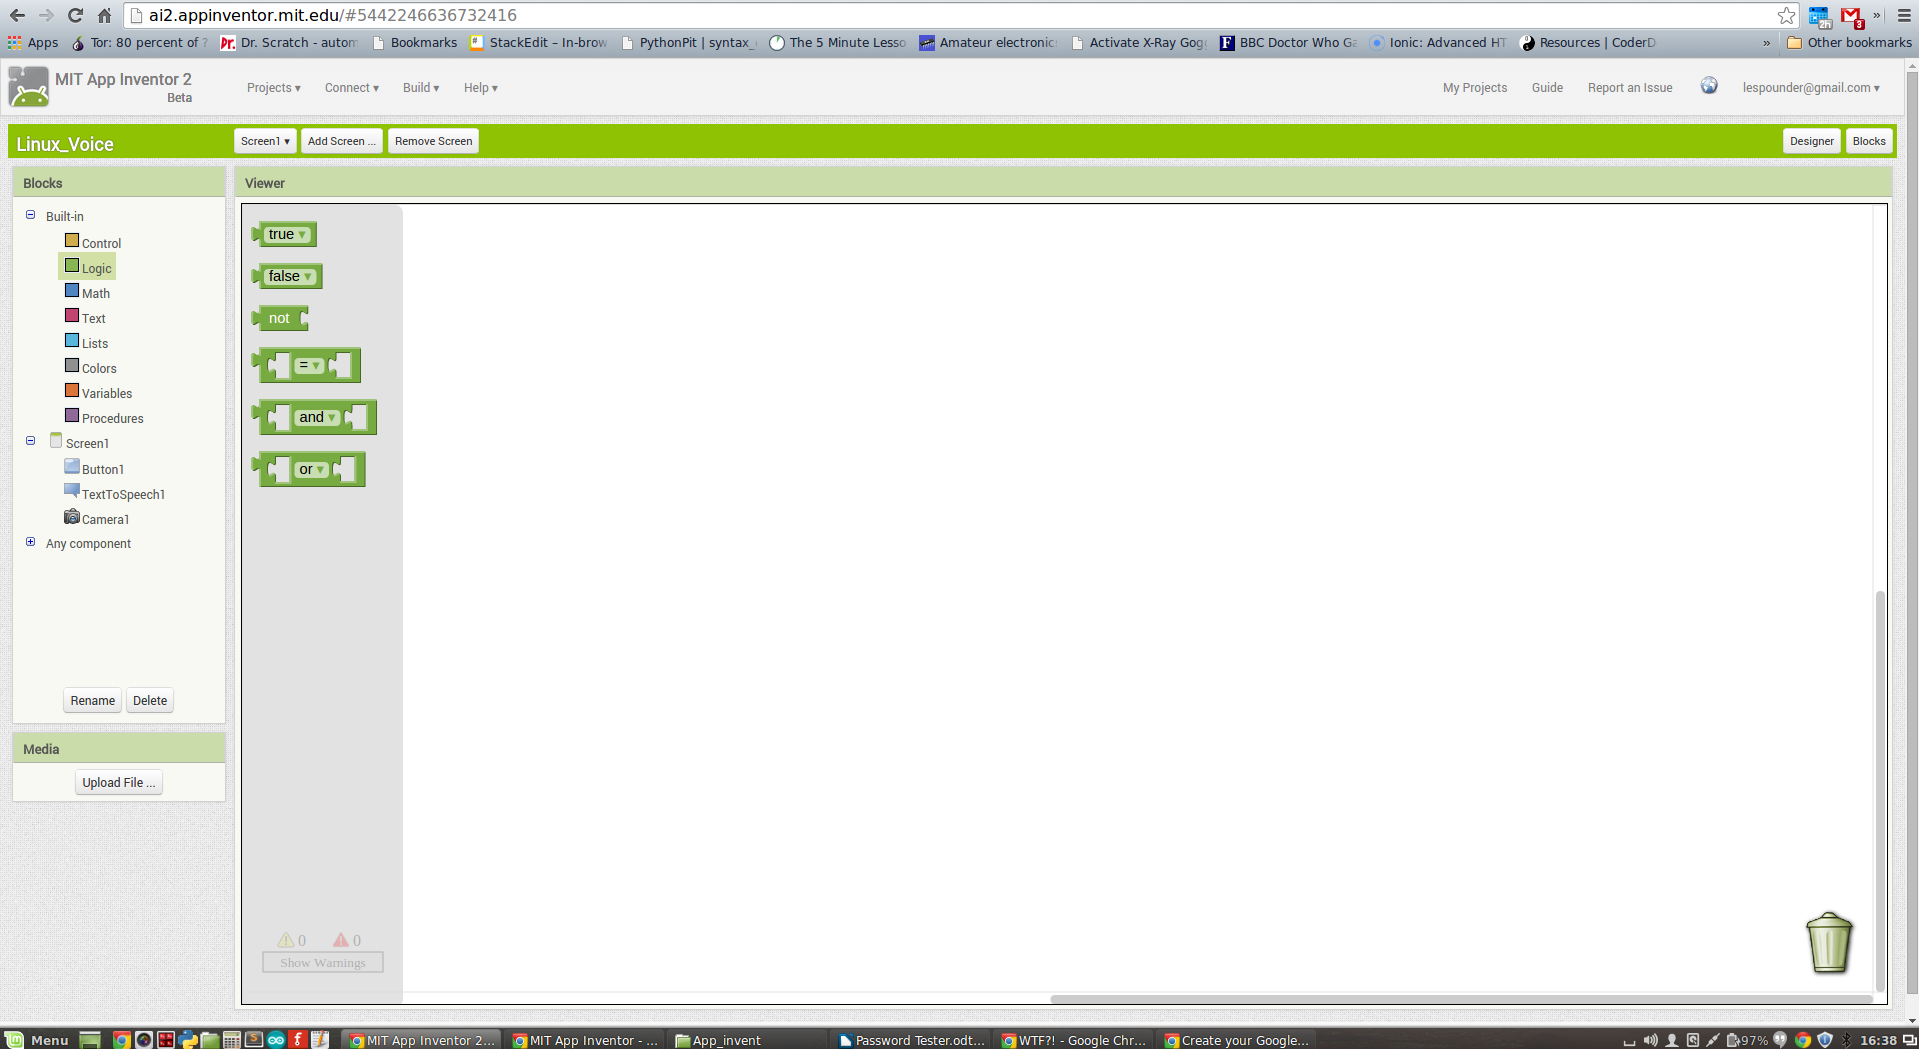 ai2.appinventor.mit.edu/#5442246636732416
Apps
Tor: 80 percent of ?
Dr. Scratch - autom
Bookmarks
StackEdit – In-brow
PythonPit | syntax_
The 5 Minute Lesso
Amateur electronic
Activate X-Ray Gog
BBC Doctor Who Ga
Ionic: Advanced HT
Resources | CoderD
» Other bookmarks
MIT App Inventor 2
Beta
Projects ▾ Connect ▾ Build ▾ Help ▾
My Projects Guide Report an Issue lespounder@gmail.com ▾
Linux_Voice
Screen1 ▾ Add Screen ... Remove Screen
Designer Blocks
Blocks
Built-in
Control
Logic
Math
Text
Lists
Colors
Variables
Procedures
Screen1
Button1
TextToSpeech1
Camera1
Any component
Rename Delete
Media
Upload File ...
Viewer
true ▾
false ▾
not
= ▾
and ▾
or ▾
0 0
Show Warnings
Menu
MIT App Inventor 2...
MIT App Inventor - ...
App_invent
Password Tester.odt...
WTF?! - Google Chr...
Create your Google...
97%
16:38